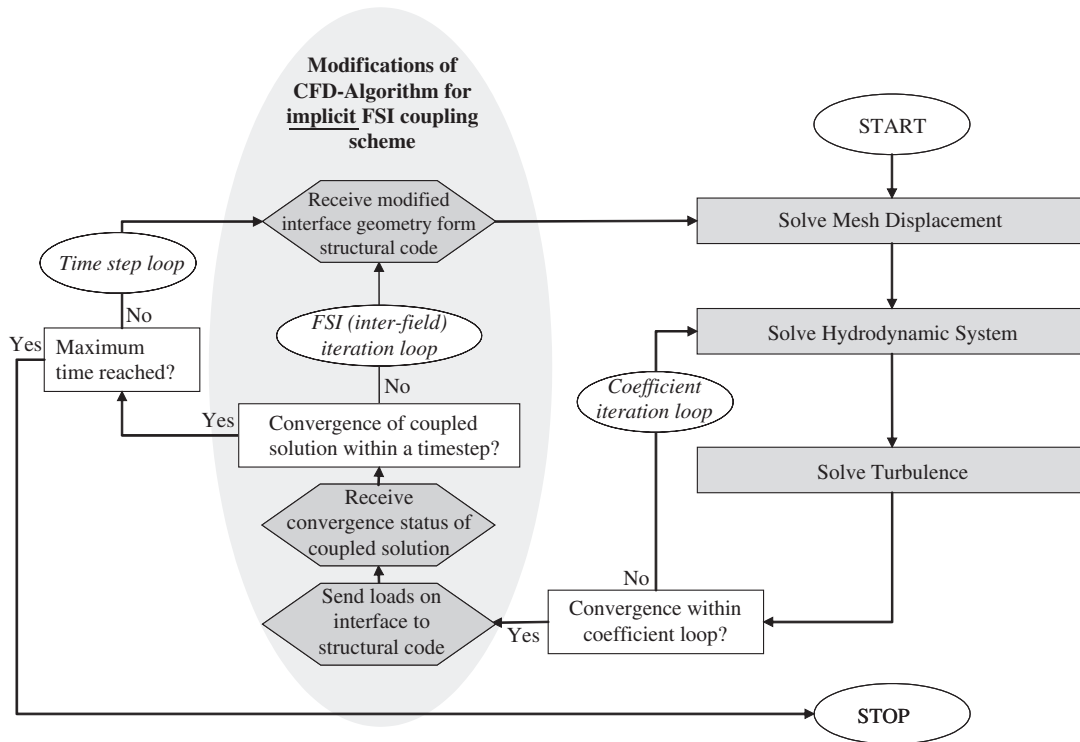 Modifications of
CFD-Algorithm for
implicit FSI coupling
scheme
START
Receive modified
interface geometry form
structural code
Solve Mesh Displacement
Time step loop
No
FSI (inter-field)
iteration loop
Solve Hydrodynamic System
Yes
Maximum
time reached?
No
Coefficient
iteration loop
Yes
Convergence of coupled
solution within a timestep?
Solve Turbulence
Receive
convergence status of
coupled solution
No
Send loads on
interface to
structural code
Yes
Convergence within
coefficient loop?
STOP